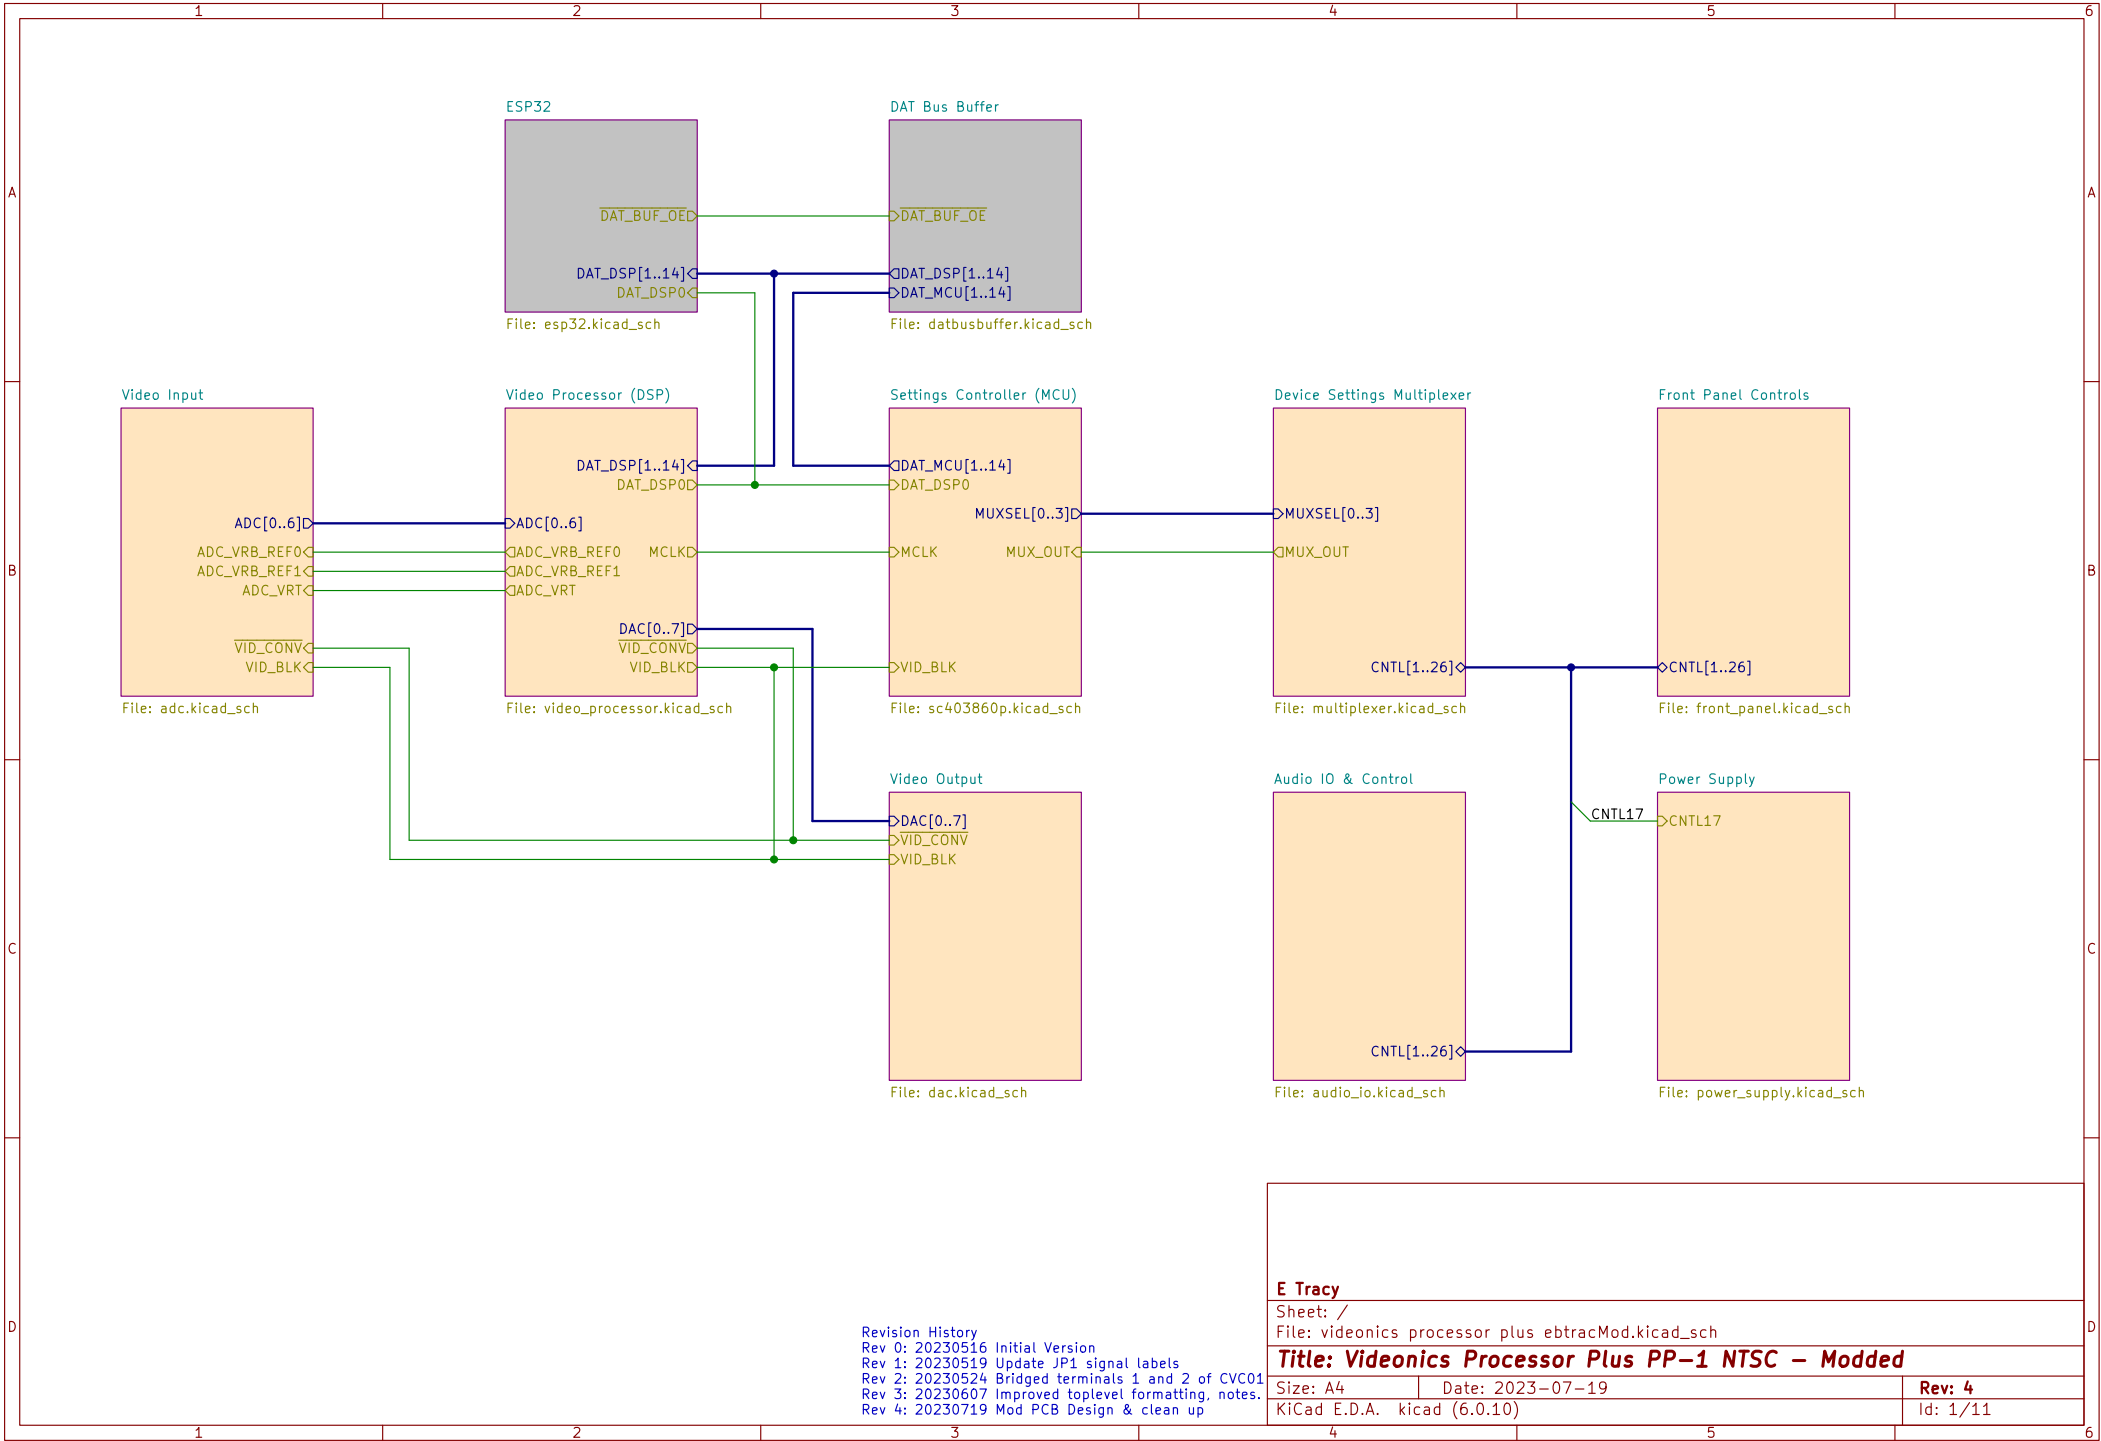 1 2 3 4 5 6
ESP32
DAT_BUF_OE
DAT_DSP[1..14]
DAT_DSP0
File: esp32.kicad_sch
DAT Bus Buffer
DAT_BUF_OE
DAT_DSP[1..14]
DAT_MCU[1..14]
File: datbusbuffer.kicad_sch
A A
Video Input
ADC[0..6]
ADC_VRB_REF0
ADC_VRB_REF1
ADC_VRT
VID_CONV
VID_BLK
File: adc.kicad_sch
Video Processor (DSP)
DAT_DSP[1..14]
DAT_DSP0
ADC[0..6]
ADC_VRB_REF0 MCLK
ADC_VRB_REF1
ADC_VRT
DAC[0..7]
VID_CONV
VID_BLK
File: video_processor.kicad_sch
Settings Controller (MCU)
DAT_MCU[1..14]
DAT_DSP0
MUXSEL[0..3]
MCLK MUX_OUT
VID_BLK
File: sc403860p.kicad_sch
Device Settings Multiplexer
MUXSEL[0..3]
MUX_OUT
CNTL[1..26]
File: multiplexer.kicad_sch
Front Panel Controls
CNTL[1..26]
File: front_panel.kicad_sch
B B
Video Output
DAC[0..7]
VID_CONV
VID_BLK
File: dac.kicad_sch
Audio IO & Control
CNTL[1..26]
File: audio_io.kicad_sch
Power Supply
CNTL17
CNTL17
File: power_supply.kicad_sch
C C
Revision History
Rev 0: 20230516 Initial Version
Rev 1: 20230519 Update JP1 signal labels
Rev 2: 20230524 Bridged terminals 1 and 2 of CVC01
Rev 3: 20230607 Improved toplevel formatting, notes.
Rev 4: 20230719 Mod PCB Design & clean up
E Tracy
Sheet: /
File: videonics processor plus ebtracMod.kicad_sch
Title: Videonics Processor Plus PP-1 NTSC - Modded
Size: A4 Date: 2023-07-19 Rev: 4
KiCad E.D.A. kicad (6.0.10) Id: 1/11
D D
1 2 3 4 5 6